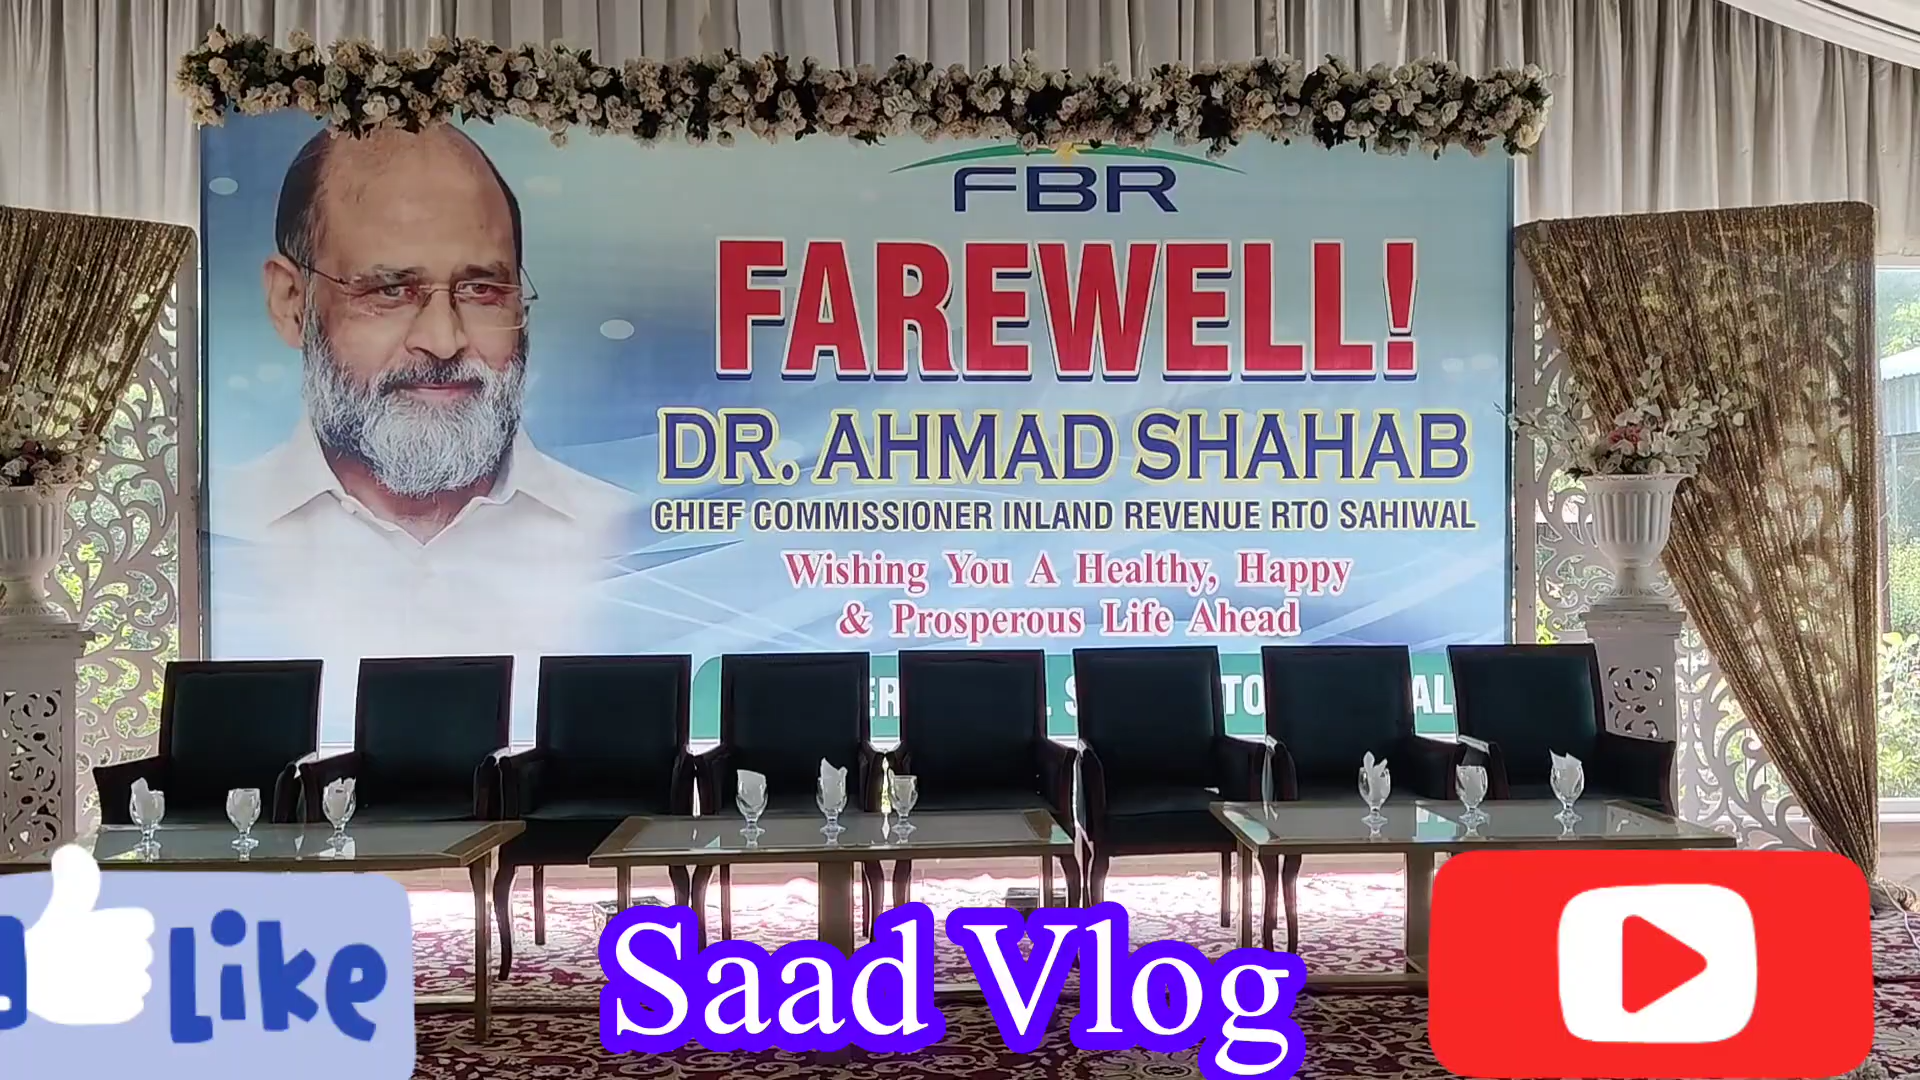 FBR
FAREWELL!
DR. AHMAD SHAHAB
CHIEF COMMISSIONER INLAND REVENUE RTO SAHIWAL
Wishing You A Healthy, Happy
& Prosperous Life Ahead
Like
Saad Vlog